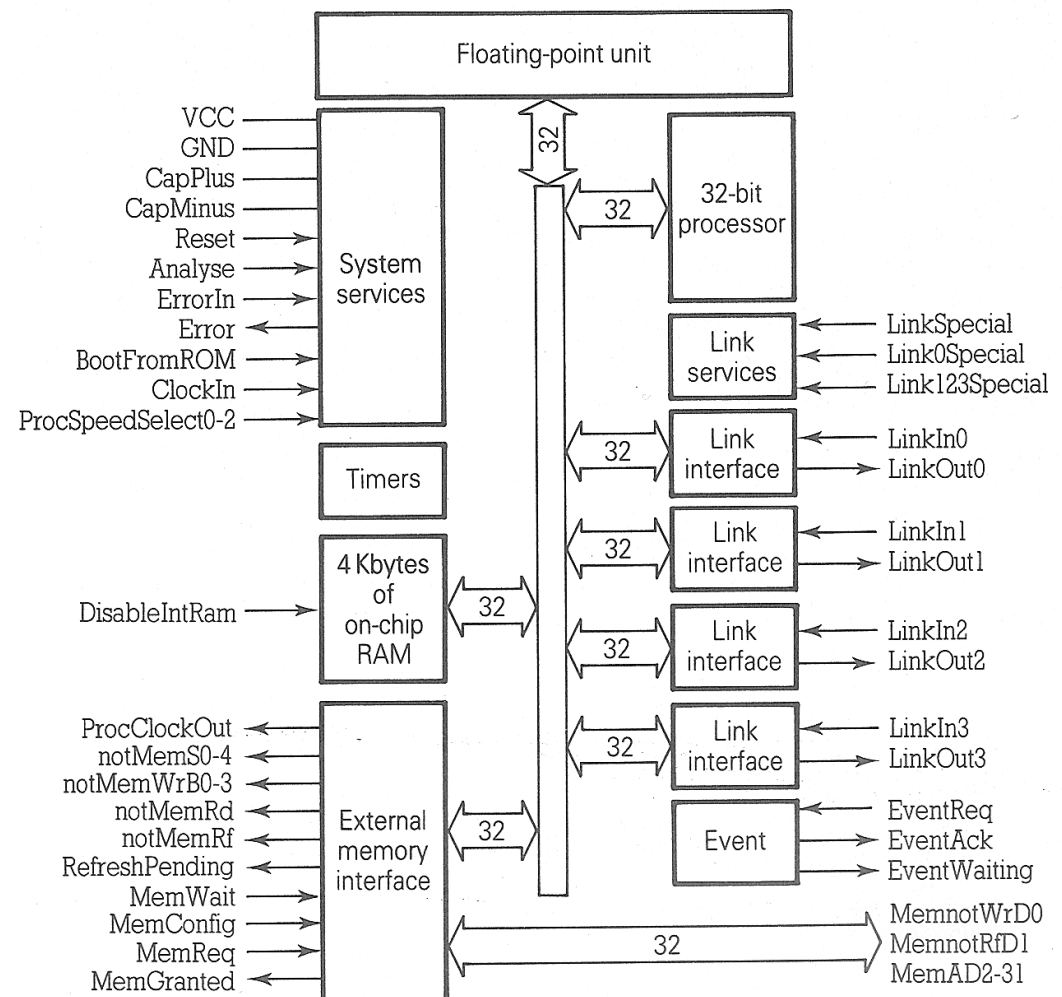 Floating-point unit
32
VCC
GND
CapPlus
CapMinus
Reset
Analyse
ErrorIn
Error
BootFromROM
ClockIn
ProcSpeedSelect0-2
System
services
32
32-bit
processor
Link
services
LinkSpecial
Link0Special
Link123Special
32
Link
interface
LinkIn0
LinkOut0
Timers
32
Link
interface
LinkIn1
LinkOut1
DisableIntRam
4 Kbytes
of
on-chip
RAM
32
32
Link
interface
LinkIn2
LinkOut2
32
Link
interface
LinkIn3
LinkOut3
ProcClockOut
notMemS0-4
notMemWrB0-3
notMemRd
notMemRf
RefreshPending
MemWait
MemConfig
MemReq
MemGranted
External
memory
interface
32
Event
EventReq
EventAck
EventWaiting
32
MemnotWrD0
MemnotRfD1
MemAD2-31